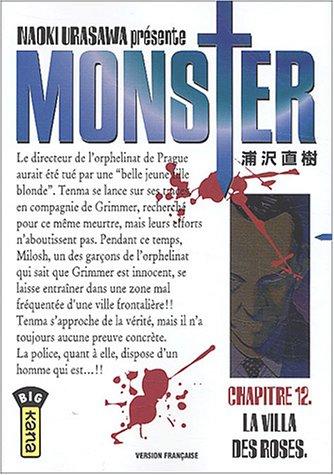 NAOKI URASAWA présente
MONSTER
浦沢直樹
Le directeur de l'orphelinat de Prague
aurait été tué par une "belle jeune fille
blonde". Tenma se lance sur ses traces
en compagnie de Grimmer, recherché
pour ce même meurtre, mais leurs efforts
n'aboutissent pas. Pendant ce temps,
Milosh, un des garçons de l'orphelinat
qui sait que Grimmer est innocent, se
laisse entraîner dans une zone mal
fréquentée d'une ville frontalière!!
Tenma s'approche de la vérité, mais il n'a
toujours aucune preuve concrète.
La police, quant à elle, dispose d'un
homme qui est...!!
CHAPITRE 12.
LA VILLA
DES ROSES.
BIG
kana
VERSION FRANÇAISE